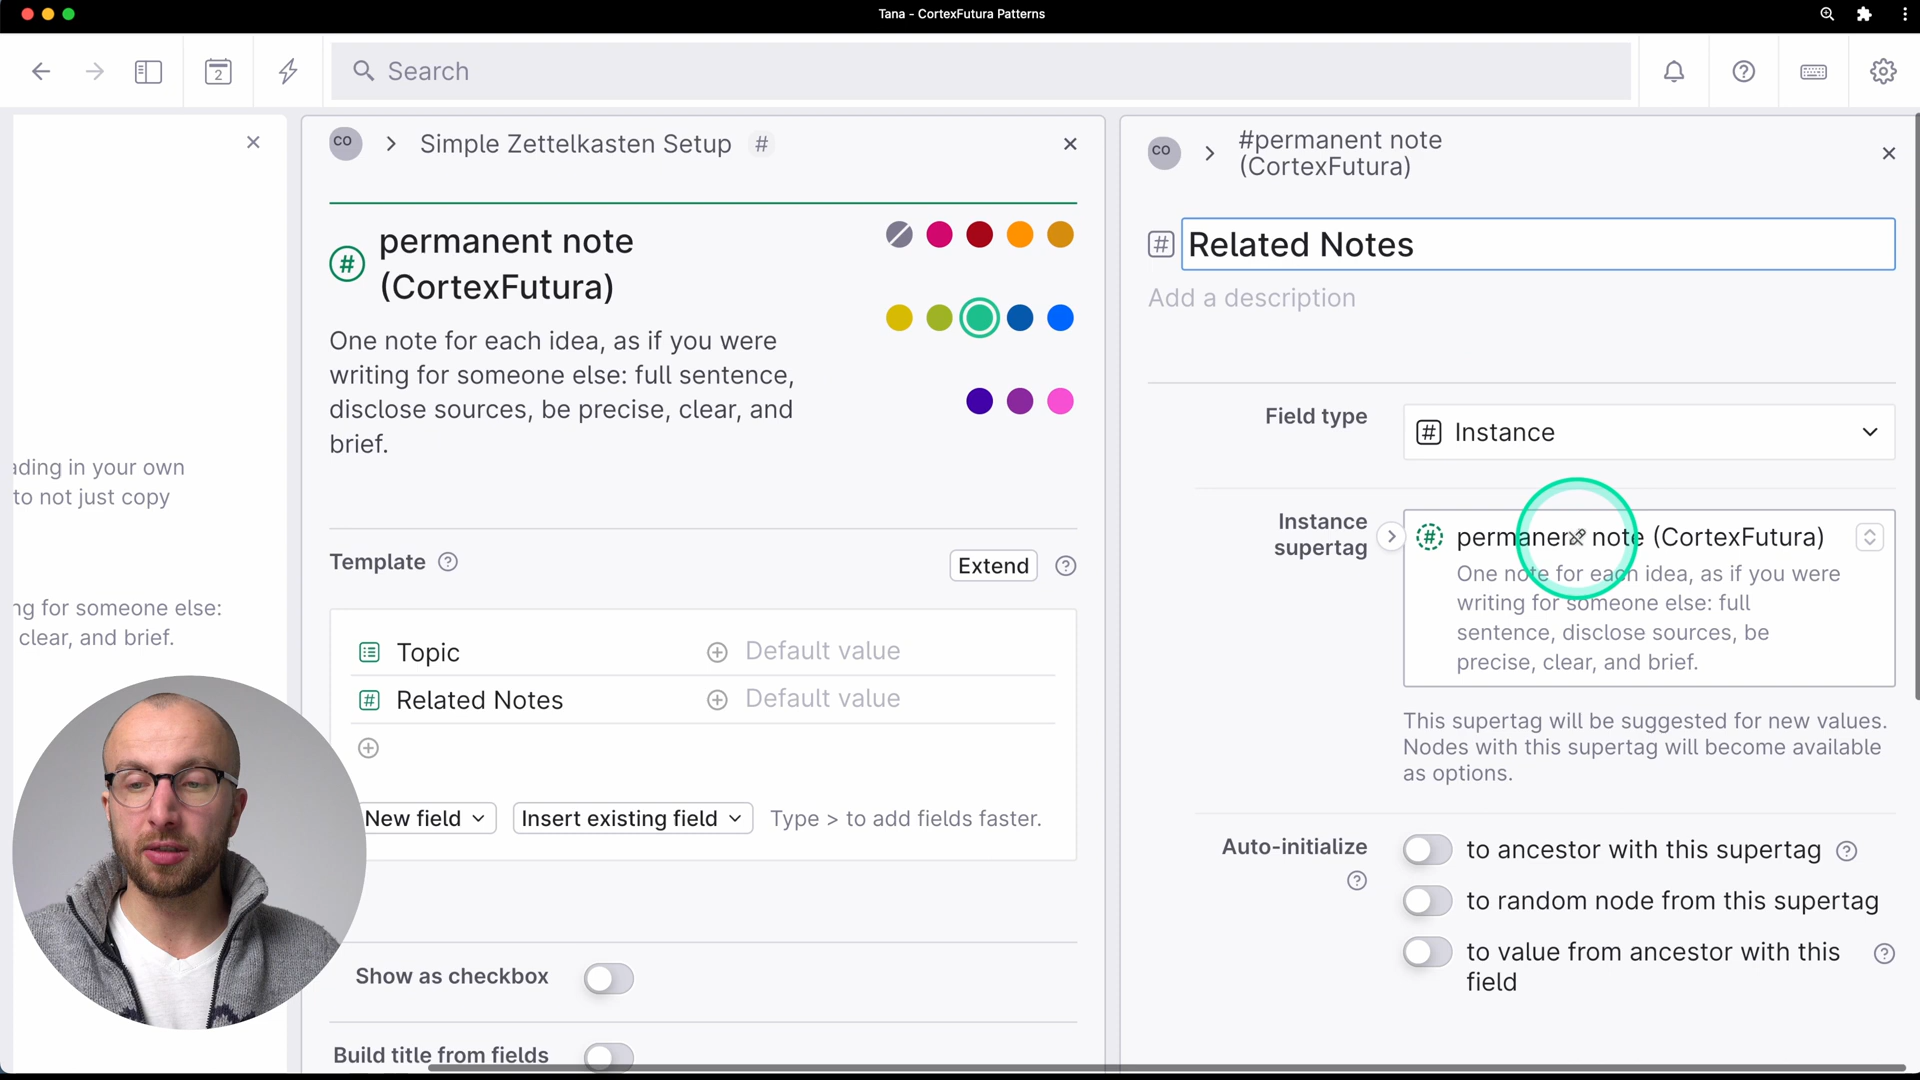 Tana - CortexFutura Patterns
2
Search
CO
Simple Zettelkasten Setup #
CO
#permanent note
(CortexFutura)
ading in your own
to not just copy
ng for someone else:
clear, and brief.
# permanent note
(CortexFutura)
One note for each idea, as if you were
writing for someone else: full sentence,
disclose sources, be precise, clear, and
brief.
Template
Extend
Topic
Default value
Related Notes
Default value
New field
Insert existing field
Type > to add fields faster.
Show as checkbox
Build title from fields
# Related Notes
Add a description
Field type
# Instance
Instance
supertag
# permanent note (CortexFutura)
One note for each idea, as if you were
writing for someone else: full
sentence, disclose sources, be
precise, clear, and brief.
This supertag will be suggested for new values.
Nodes with this supertag will become available
as options.
Auto-initialize
to ancestor with this supertag
to random node from this supertag
to value from ancestor with this
field